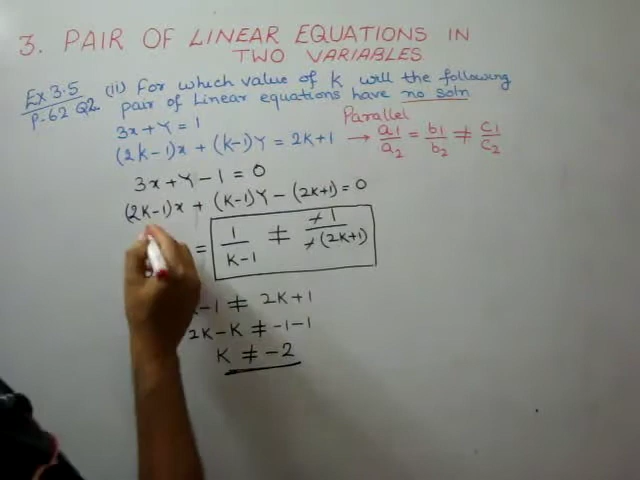 3. PAIR OF LINEAR EQUATIONS IN
TWO VARIABLES
Ex 3.5
P.62 Q2.
(ii) For which value of K will the following
pair of Linear equations have no soln
3x + Y = 1
Parallel
(2K-1)x + (K-1)Y = 2K+1 → a1/a2 = b1/b2 ≠ c1/c2
3x + Y - 1 = 0
(2K-1)x + (K-1)Y - (2K+1) = 0
= 1/(K-1) ≠ -1/-(2K+1)
-1 ≠ 2K+1
2K - K ≠ -1-1
K ≠ -2